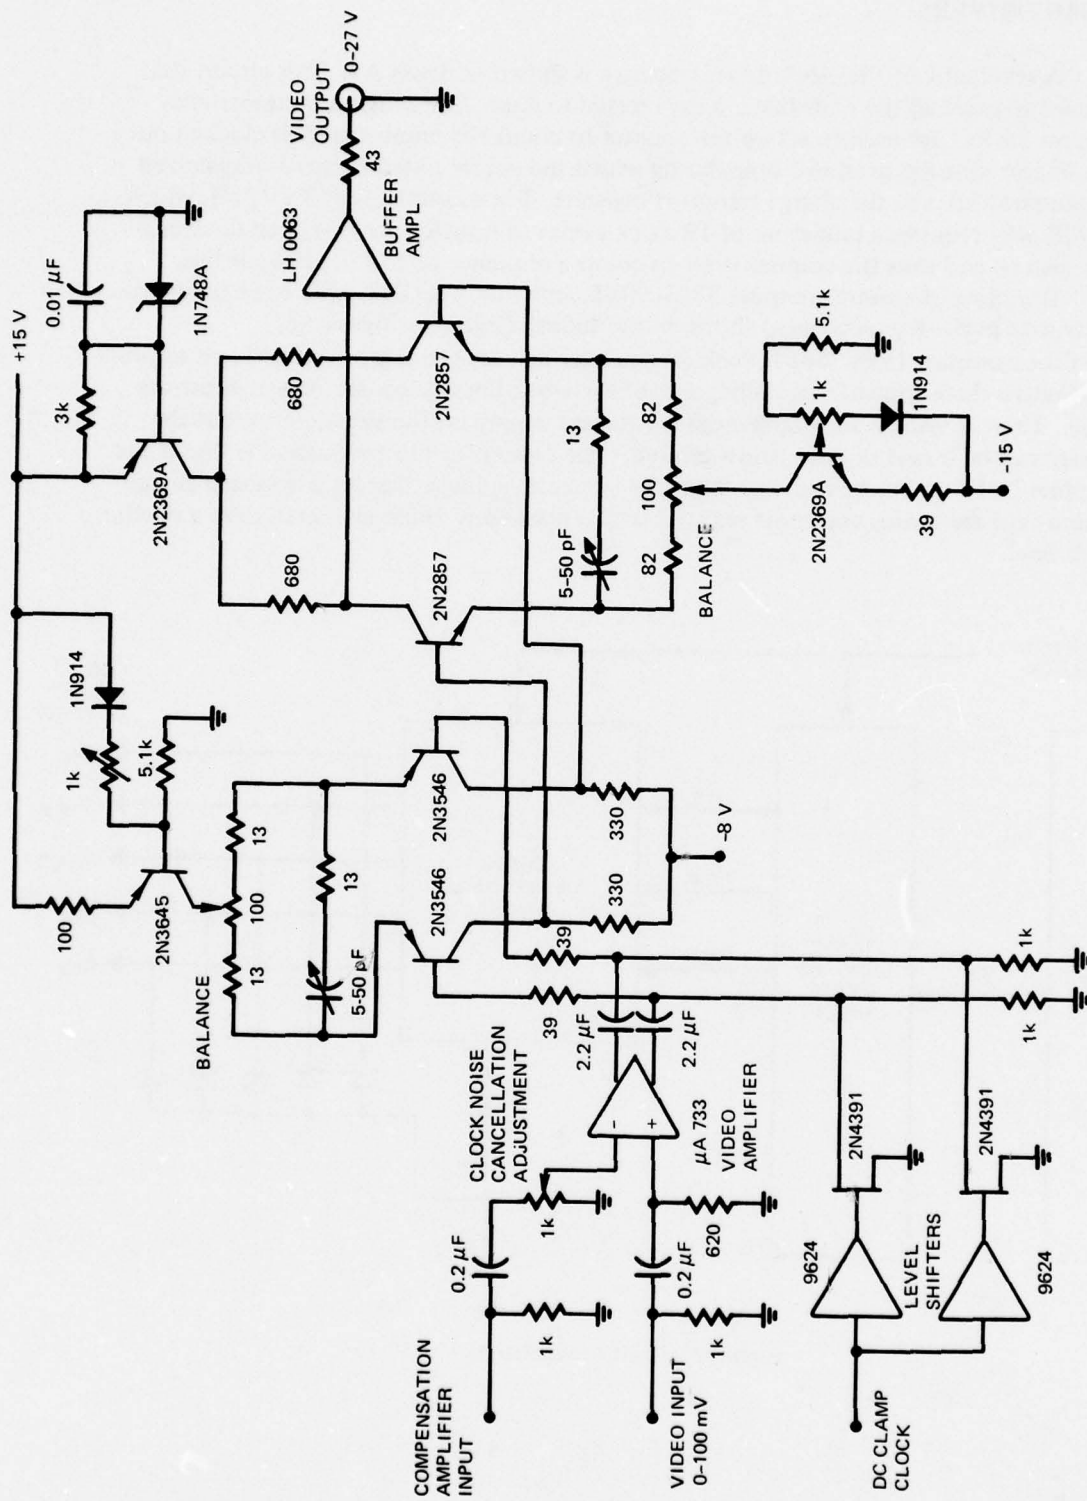 +15 V
0.01 µF
3k
1N748A
2N2369A
VIDEO
OUTPUT
0–27 V
43
LH 0063
BUFFER
AMPL
680
680
2N2857
2N2857
13
5–50 pF
82
100
82
BALANCE
5.1k
1k
1N914
2N2369A
39
–15 V
1N914
1k
5.1k
100
2N3645
BALANCE
13
100
13
13
5-50 pF
2N3546
2N3546
330
330
–8 V
39
39
2.2 µF
2.2 µF
1k
1k
CLOCK NOISE
CANCELLATION
ADJUSTMENT
–
+
µA 733
VIDEO
AMPLIFIER
0.2 µF
1k
1k
0.2 µF
620
1k
COMPENSATION
AMPLIFIER
INPUT
VIDEO INPUT
0–100 mV
DC CLAMP
CLOCK
9624
LEVEL
SHIFTERS
9624
2N4391
2N4391